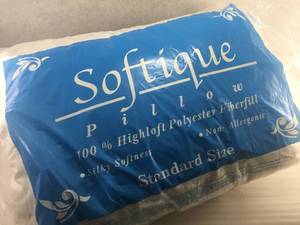 Softique
Pillow
100% Highloft Polyester Fiberfill
• Silky Softness • Non-Allergenic
Standard Size